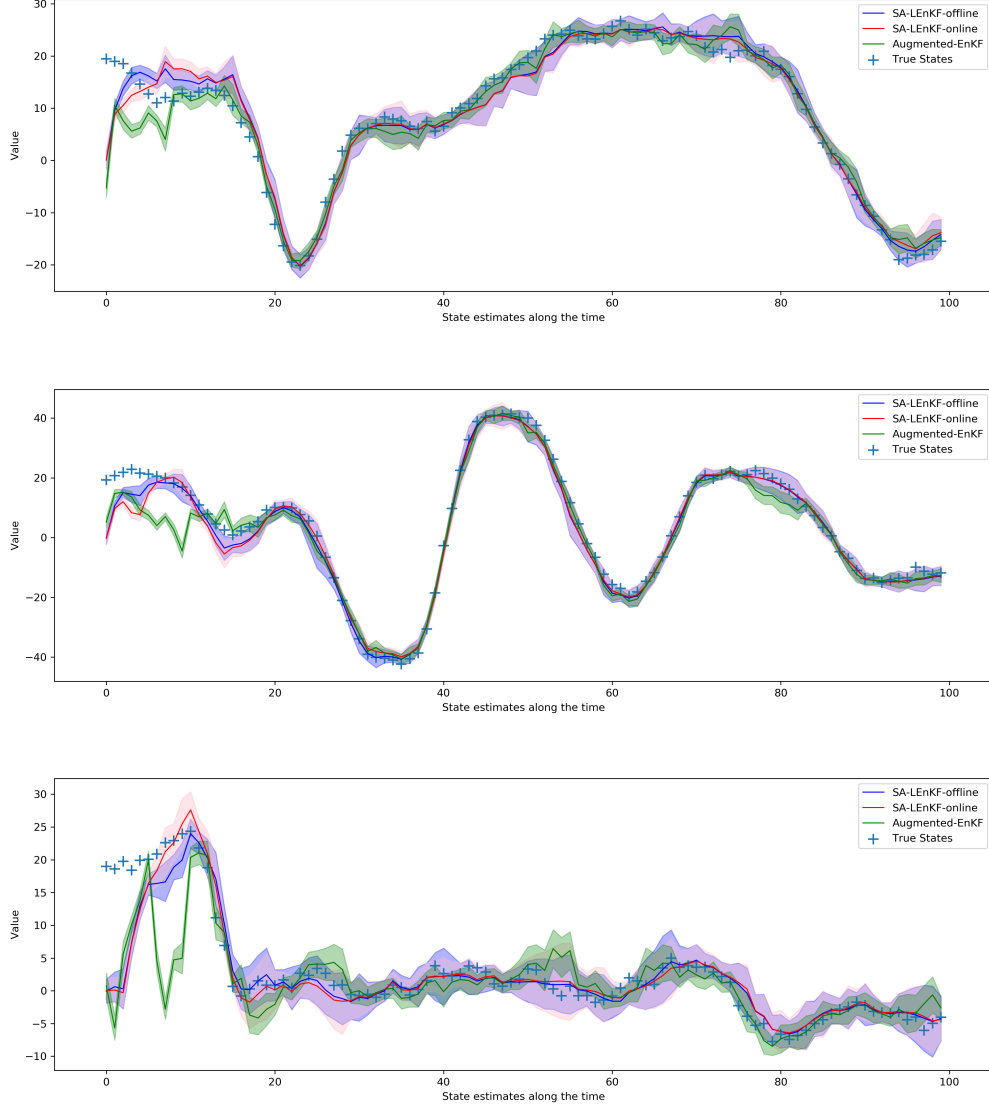 30
20
10
0
−10
−20
Value
0
20
40
60
80
100
State estimates along the time
SA-LEnKF-offline
SA-LEnKF-online
Augmented-EnKF
True States
40
20
0
−20
−40
Value
0
20
40
60
80
100
State estimates along the time
SA-LEnKF-offline
SA-LEnKF-online
Augmented-EnKF
True States
30
25
20
15
10
5
0
−5
−10
Value
0
20
40
60
80
100
State estimates along the time
SA-LEnKF-offline
SA-LEnKF-online
Augmented-EnKF
True States